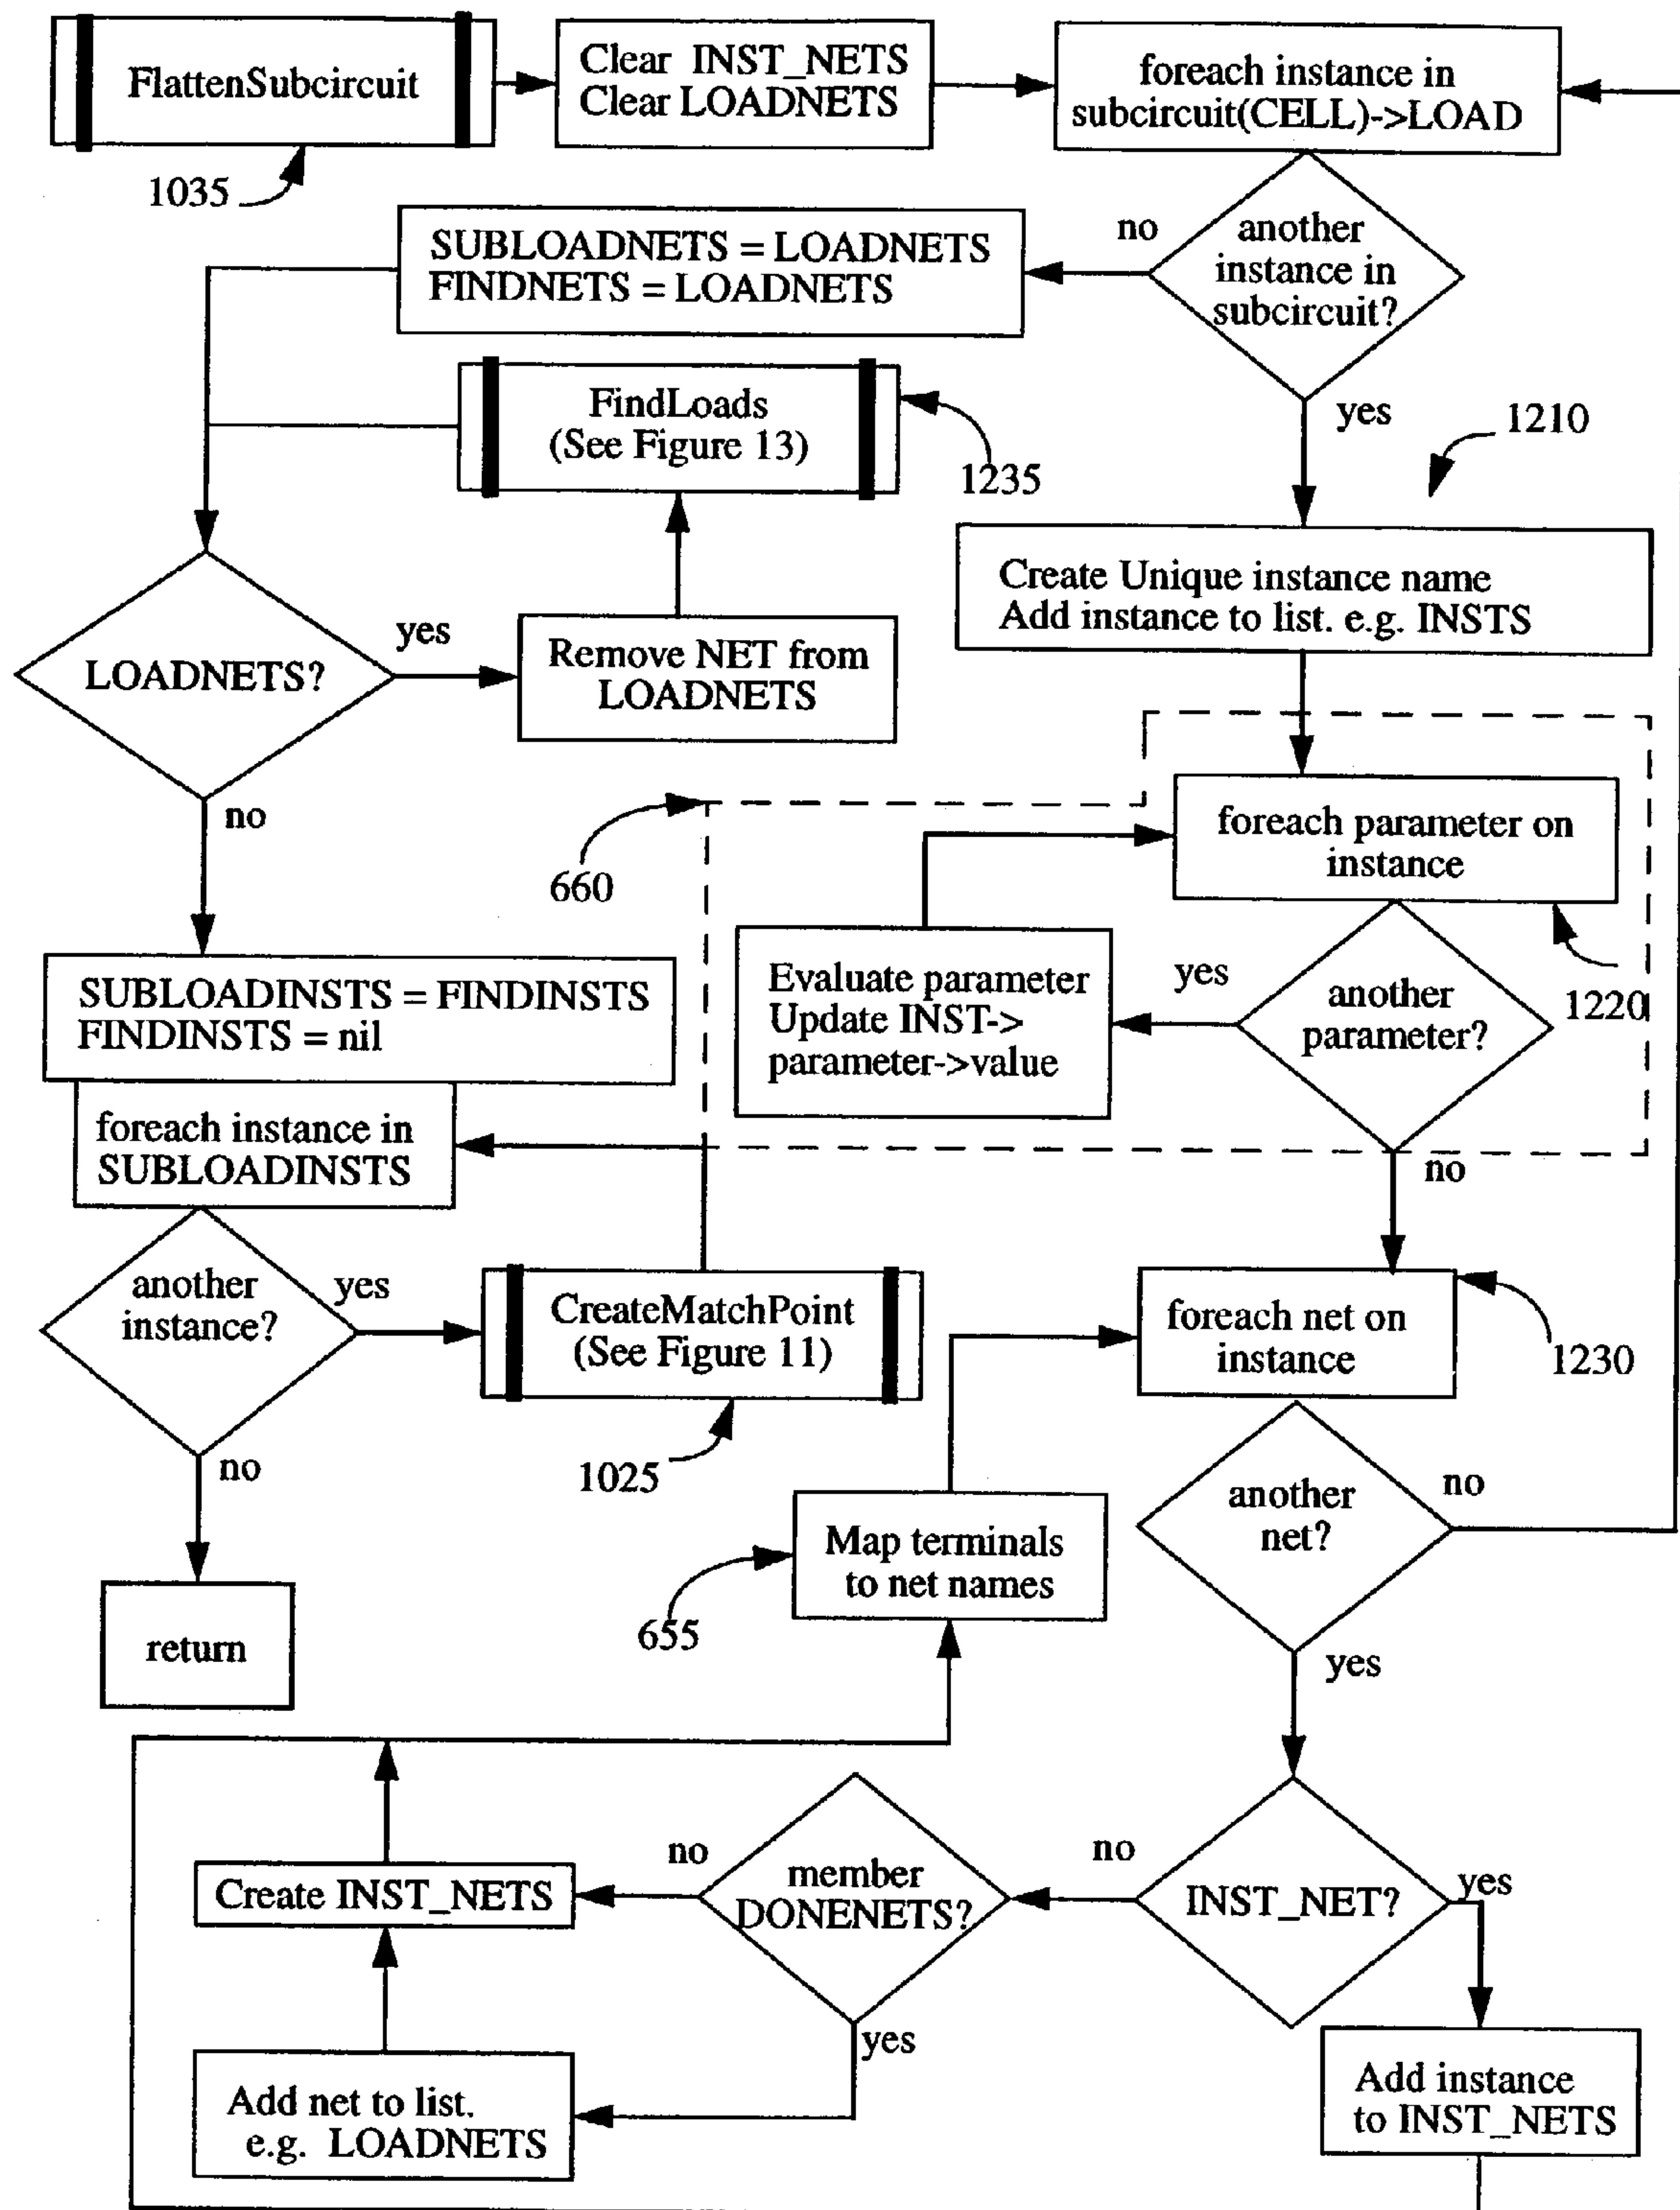 FlattenSubcircuit
Clear INST_NETS
Clear LOADNETS
foreach instance in
subcircuit(CELL)->LOAD
1035
SUBLOADNETS = LOADNETS
FINDNETS = LOADNETS
no
another
instance in
subcircuit?
yes
FindLoads
(See Figure 13)
1235
1210
Create Unique instance name
Add instance to list. e.g. INSTS
LOADNETS?
yes
Remove NET from
LOADNETS
no
660
foreach parameter on
instance
1220
Evaluate parameter
Update INST->
parameter->value
yes
another
parameter?
no
SUBLOADINSTS = FINDINSTS
FINDINSTS = nil
foreach instance in
SUBLOADINSTS
another
instance?
yes
CreateMatchPoint
(See Figure 11)
1025
no
return
foreach net on
instance
1230
another
net?
no
yes
Map terminals
to net names
655
INST_NET?
no
yes
member
DONENETS?
no
yes
Create INST_NETS
Add net to list.
e.g. LOADNETS
Add instance
to INST_NETS